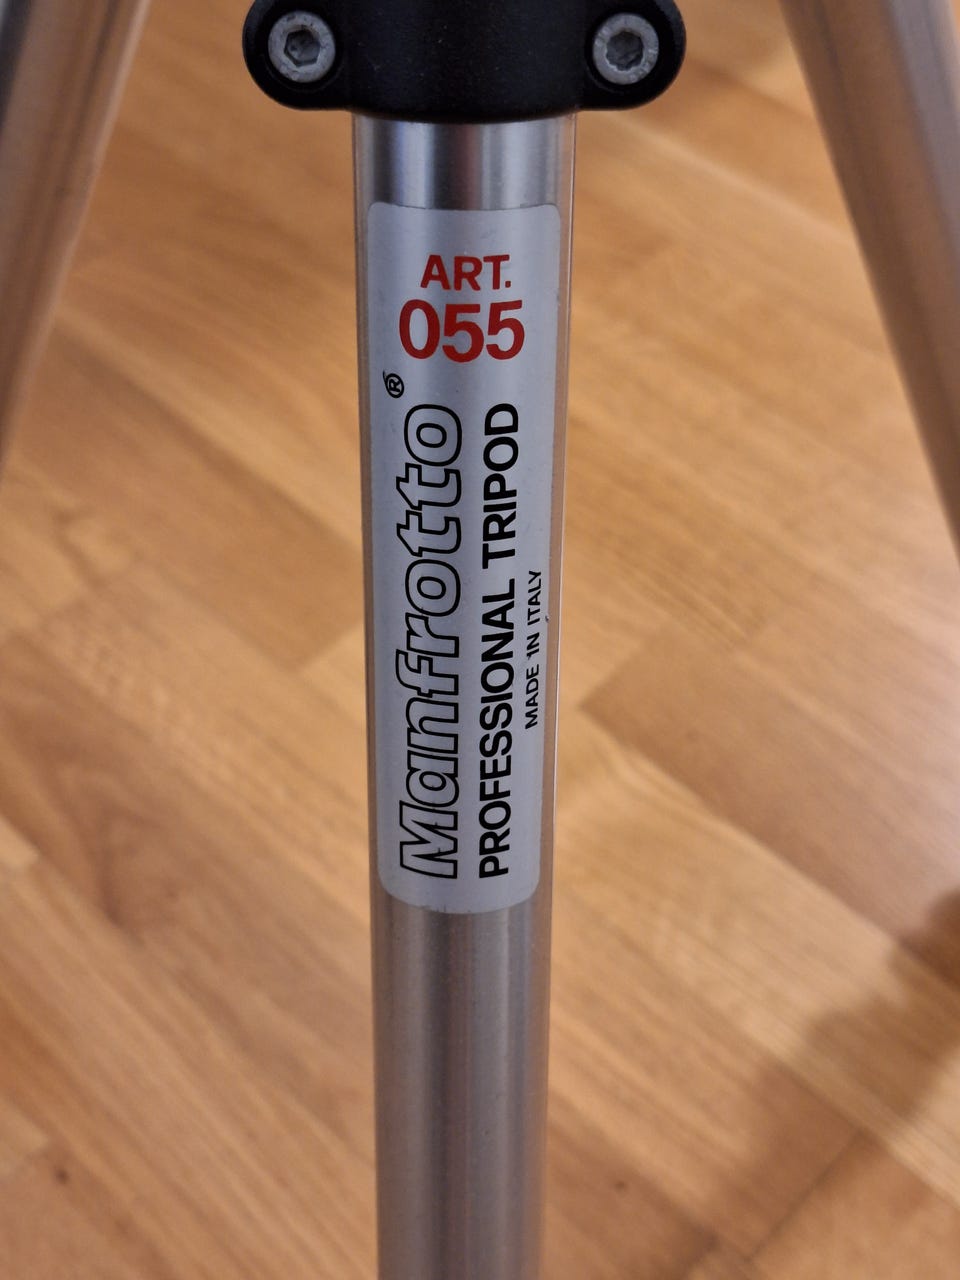 ART.
055
Manfrotto®
PROFESSIONAL TRIPOD
MADE IN ITALY